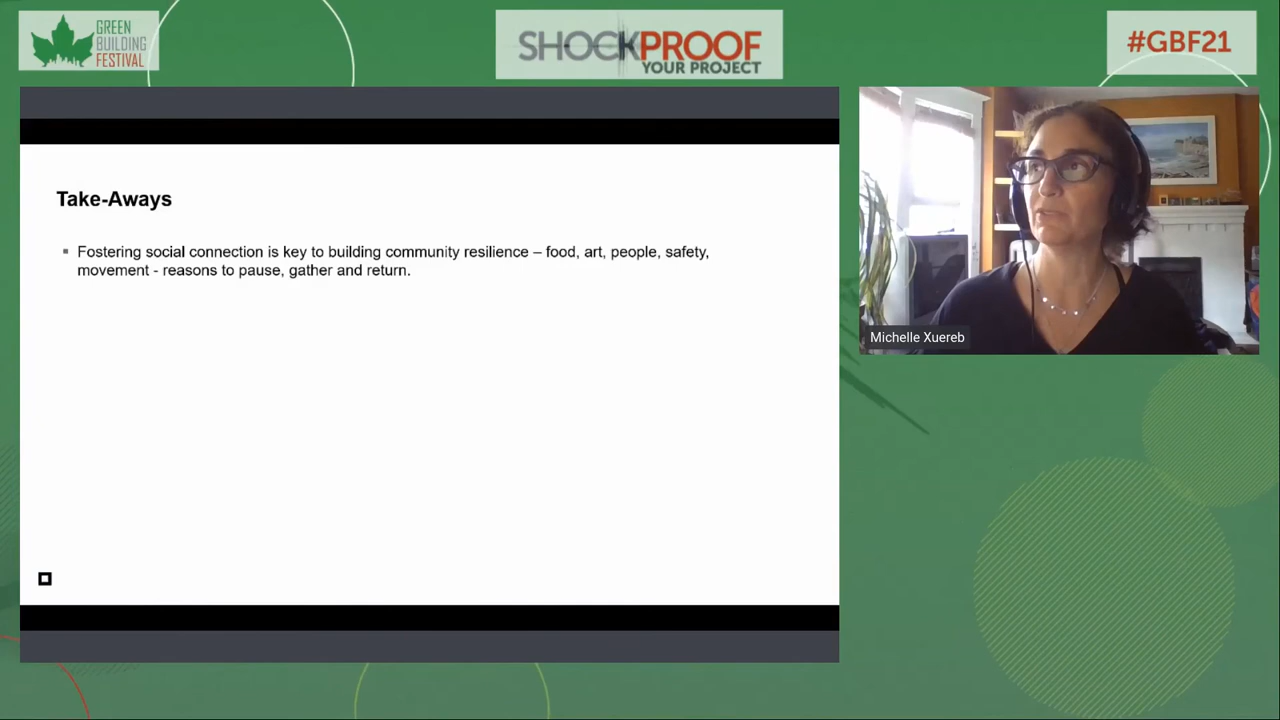 GREEN
BUILDING
FESTIVAL
SHOCKPROOF
YOUR PROJECT
#GBF21
Take-Aways
Fostering social connection is key to building community resilience – food, art, people, safety,
movement - reasons to pause, gather and return.
Michelle Xuereb